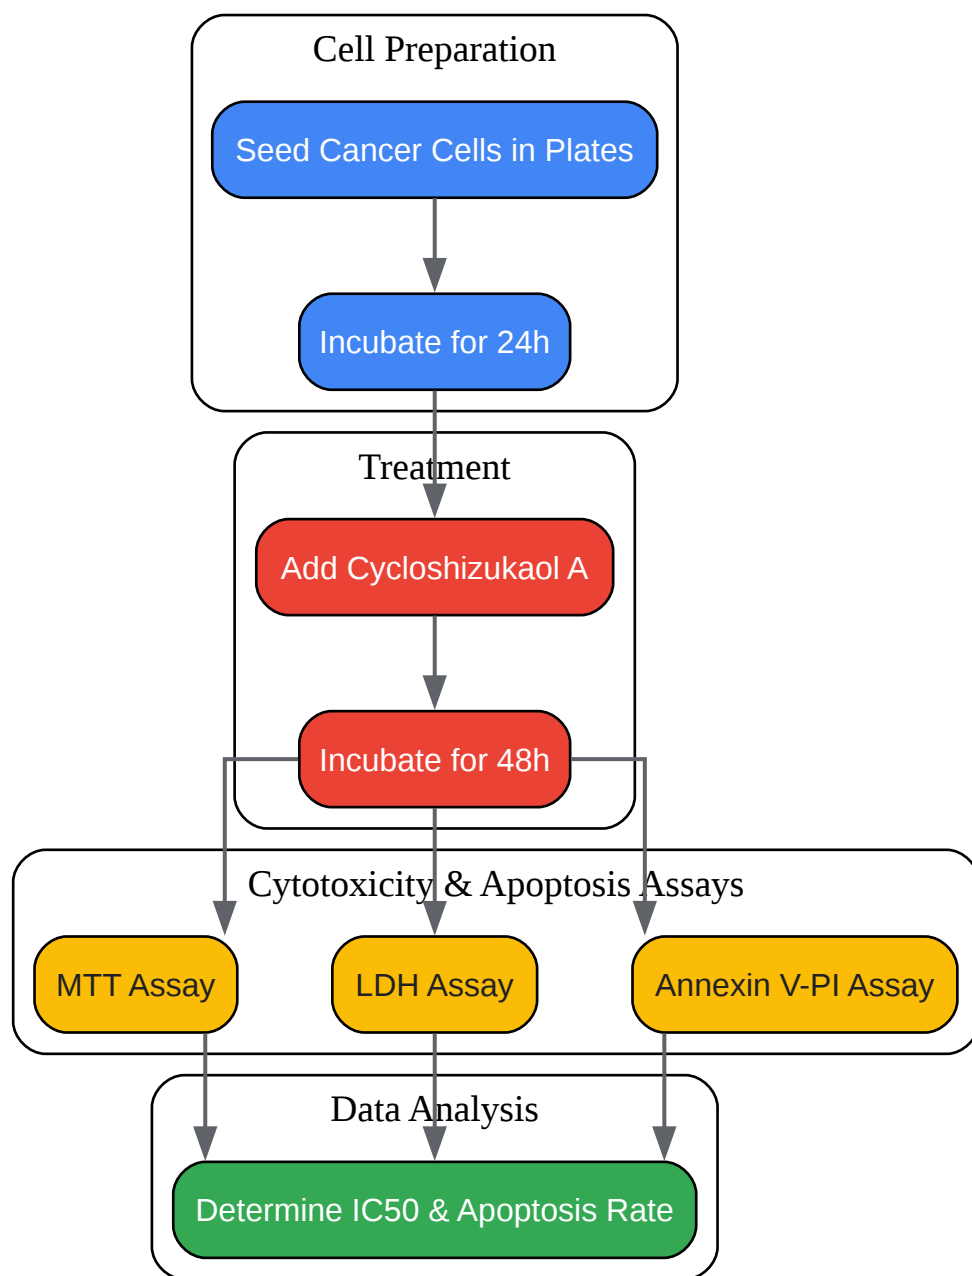 Cell Preparation
Seed Cancer Cells in Plates
Incubate for 24h
Treatment
Add Cycloshizukaol A
Incubate for 48h
Cytotoxicity & Apoptosis Assays
MTT Assay
LDH Assay
Annexin V-PI Assay
Data Analysis
Determine IC50 & Apoptosis Rate